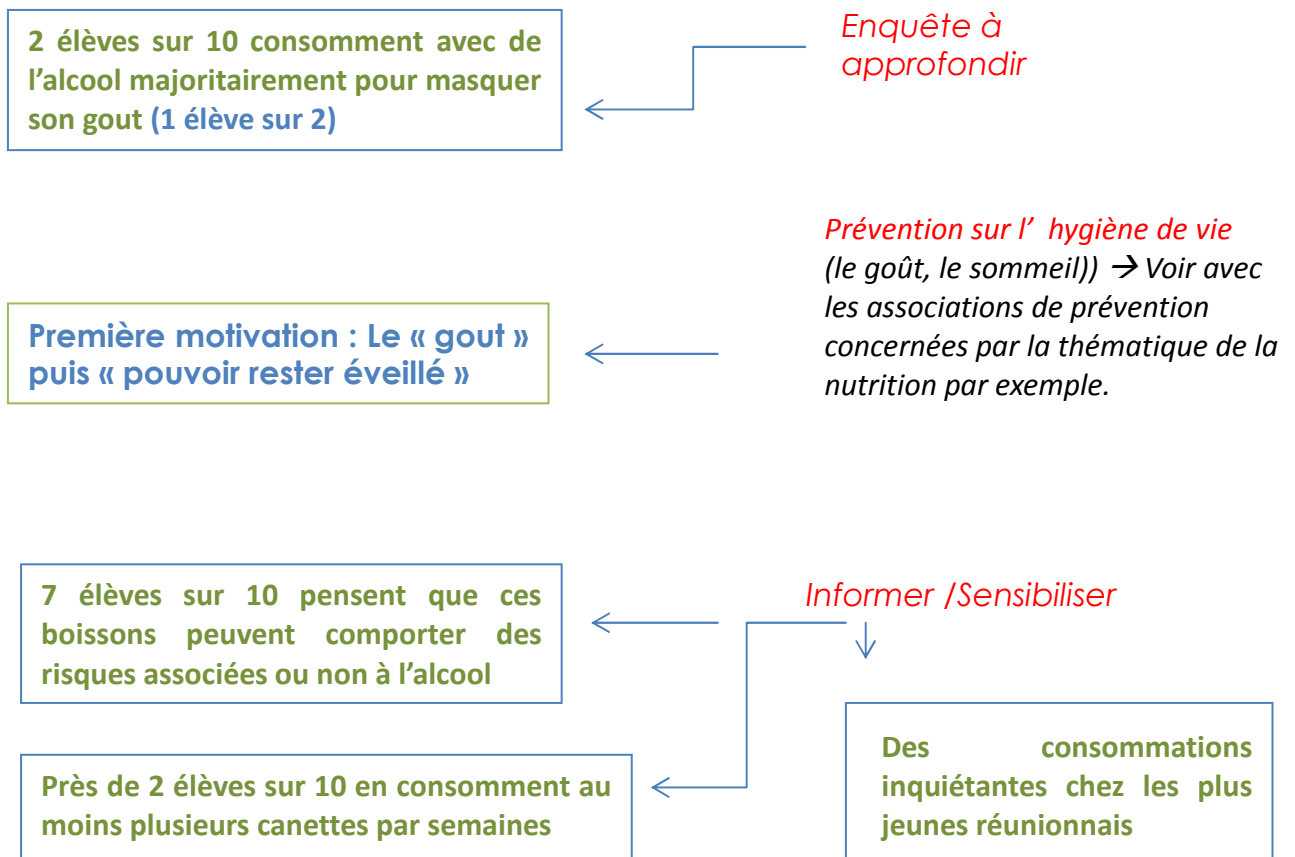 2 élèves sur 10 consomment avec de
l’alcool majoritairement pour masquer
son gout (1 élève sur 2)
Enquête à
approfondir
Prévention sur l’ hygiène de vie
(le goût, le sommeil)) → Voir avec
les associations de prévention
concernées par la thématique de la
nutrition par exemple.
Première motivation : Le « gout »
puis « pouvoir rester éveillé »
7 élèves sur 10 pensent que ces
boissons peuvent comporter des
risques associées ou non à l’alcool
Informer /Sensibiliser
Près de 2 élèves sur 10 en consomment au
moins plusieurs canettes par semaines
Des consommations
inquiétantes chez les plus
jeunes réunionnais